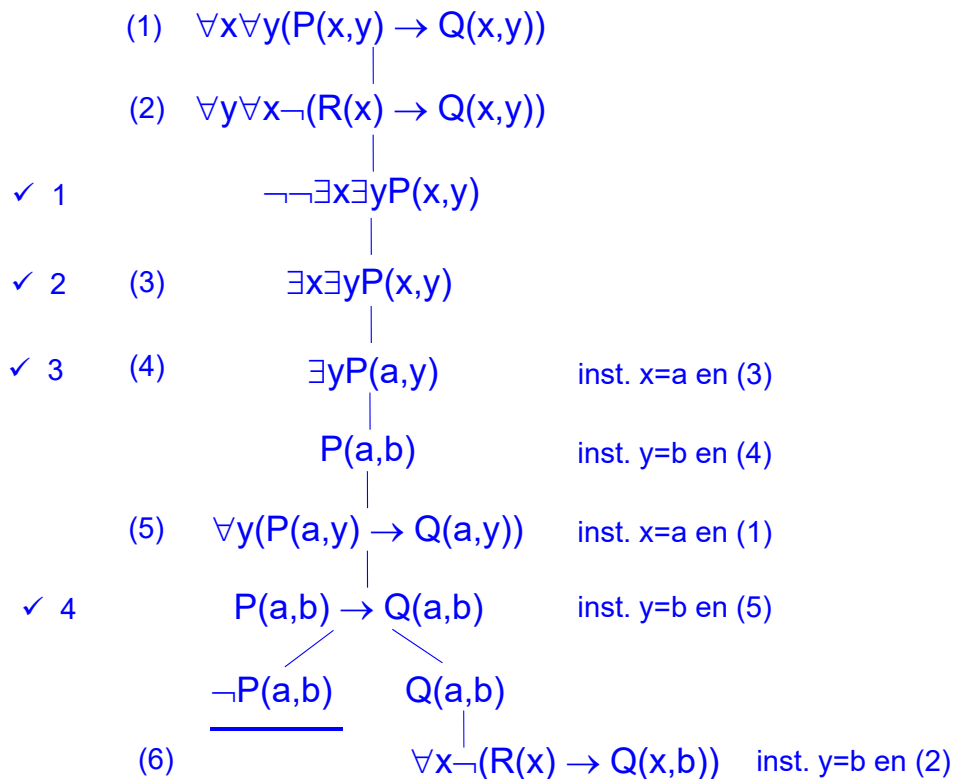 (1) ∀x∀y(P(x,y) → Q(x,y))
(2) ∀y∀x¬(R(x) → Q(x,y))
✓ 1 ¬¬∃x∃yP(x,y)
✓ 2 (3) ∃x∃yP(x,y)
✓ 3 (4) ∃yP(a,y) inst. x=a en (3)
P(a,b) inst. y=b en (4)
(5) ∀y(P(a,y) → Q(a,y)) inst. x=a en (1)
✓ 4 P(a,b) → Q(a,b) inst. y=b en (5)
¬P(a,b) Q(a,b)
(6) ∀x¬(R(x) → Q(x,b)) inst. y=b en (2)